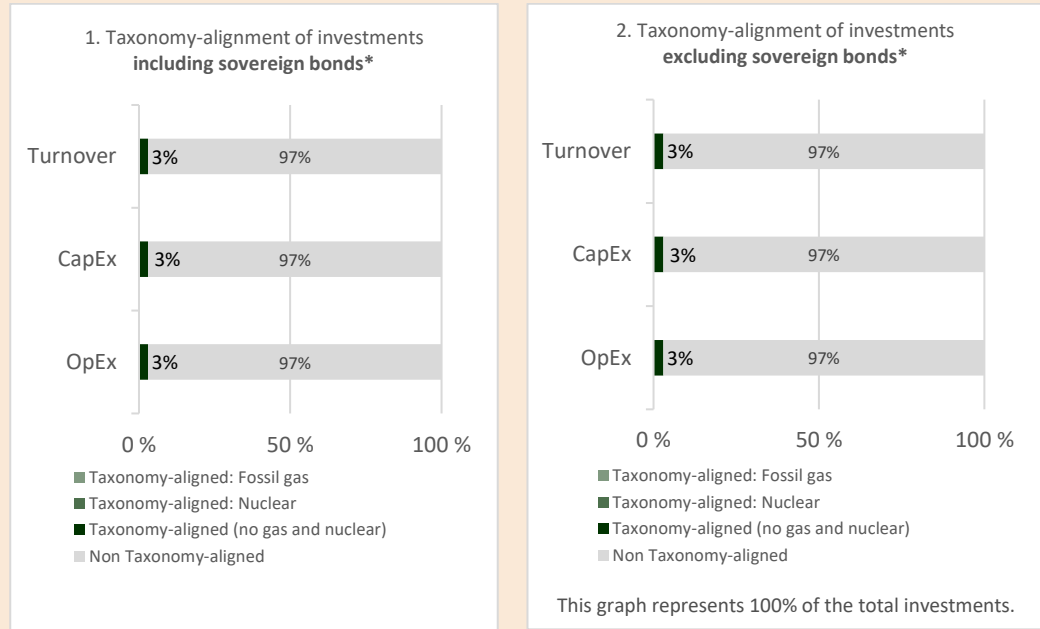 1. Taxonomy-alignment of investments
including sovereign bonds*
Turnover 3% 97%
CapEx 3% 97%
OpEx 3% 97%
0 % 50 % 100 %
Taxonomy-aligned: Fossil gas
Taxonomy-aligned: Nuclear
Taxonomy-aligned (no gas and nuclear)
Non Taxonomy-aligned
2. Taxonomy-alignment of investments
excluding sovereign bonds*
Turnover 3% 97%
CapEx 3% 97%
OpEx 3% 97%
0 % 50 % 100 %
Taxonomy-aligned: Fossil gas
Taxonomy-aligned: Nuclear
Taxonomy-aligned (no gas and nuclear)
Non Taxonomy-aligned
This graph represents 100% of the total investments.